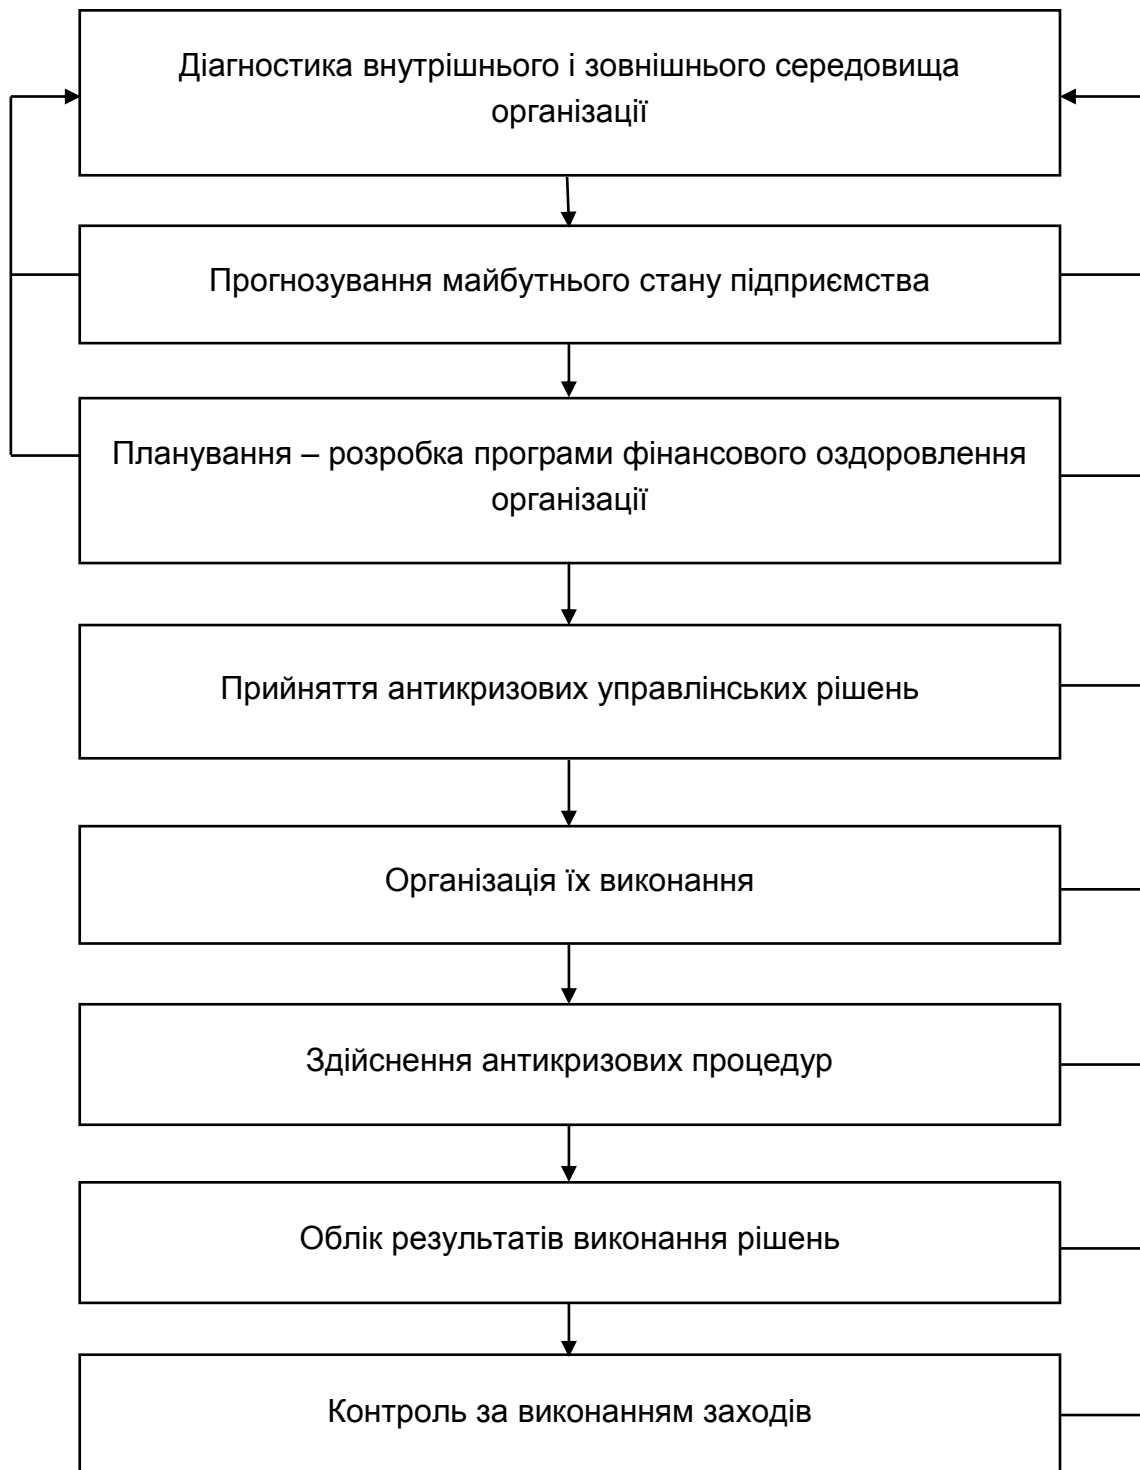 Діагностика внутрішнього і зовнішнього середовища
організації
Прогнозування майбутнього стану підприємства
Планування – розробка програми фінансового оздоровлення
організації
Прийняття антикризових управлінських рішень
Організація їх виконання
Здійснення антикризових процедур
Облік результатів виконання рішень
Контроль за виконанням заходів